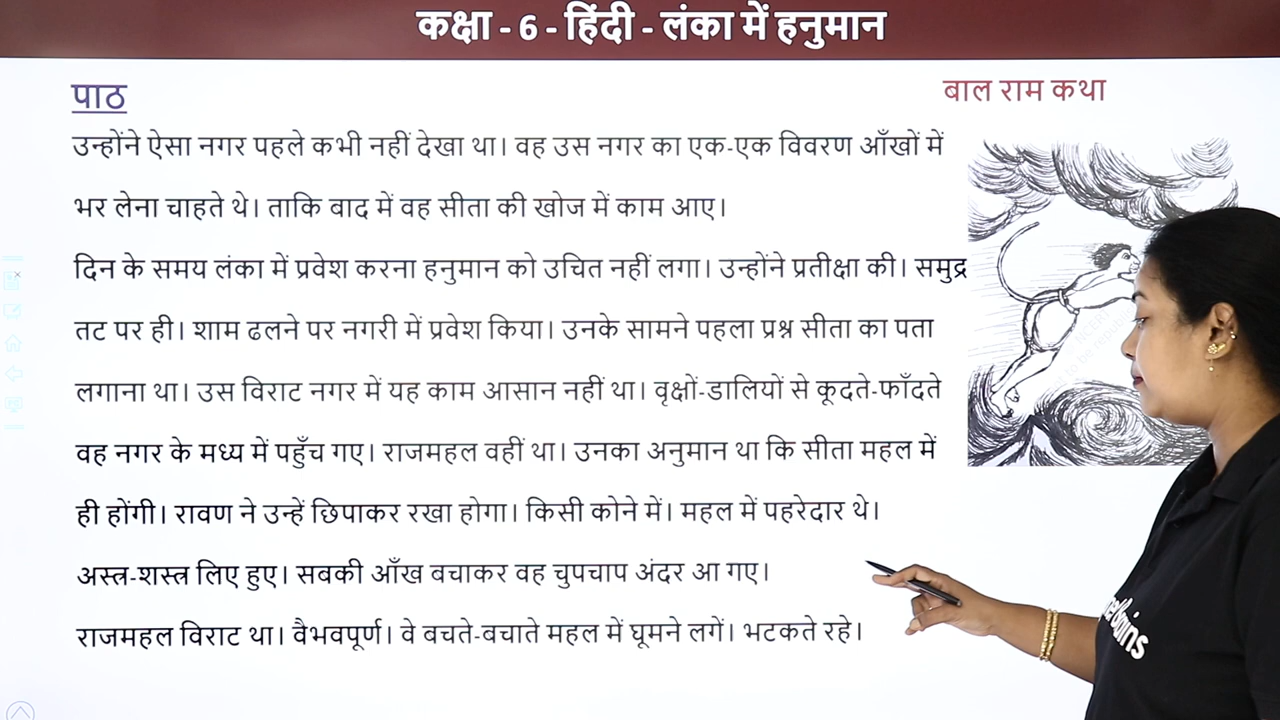 कक्षा - 6 - हिंदी - लंका में हनुमान
पाठ
बाल राम कथा
उन्होंने ऐसा नगर पहले कभी नहीं देखा था। वह उस नगर का एक-एक विवरण आँखों में
भर लेना चाहते थे। ताकि बाद में वह सीता की खोज में काम आए।
दिन के समय लंका में प्रवेश करना हनुमान को उचित नहीं लगा। उन्होंने प्रतीक्षा की। समुद्र
तट पर ही। शाम ढलने पर नगरी में प्रवेश किया। उनके सामने पहला प्रश्न सीता का पता
लगाना था। उस विराट नगर में यह काम आसान नहीं था। वृक्षों-डालियों से कूदते-फाँदते
वह नगर के मध्य में पहुँच गए। राजमहल वहीं था। उनका अनुमान था कि सीता महल में
ही होंगी। रावण ने उन्हें छिपाकर रखा होगा। किसी कोने में। महल में पहरेदार थे।
अस्त्र-शस्त्र लिए हुए। सबकी आँख बचाकर वह चुपचाप अंदर आ गए।
राजमहल विराट था। वैभवपूर्ण। वे बचते-बचाते महल में घूमने लगें। भटकते रहे।